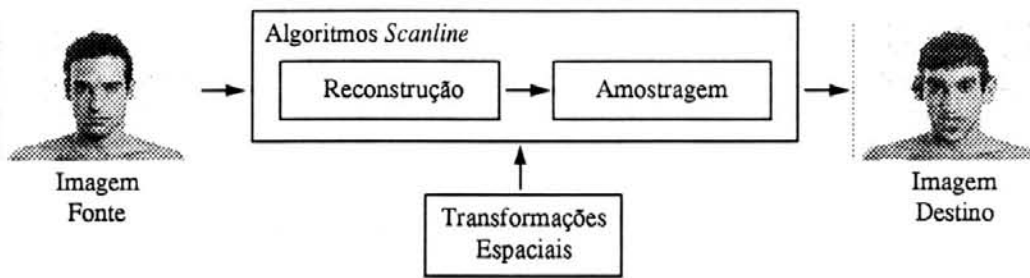 Algoritmos Scanline
Reconstrução
Amostragem
Imagem
Fonte
Transformações
Espaciais
Imagem
Destino